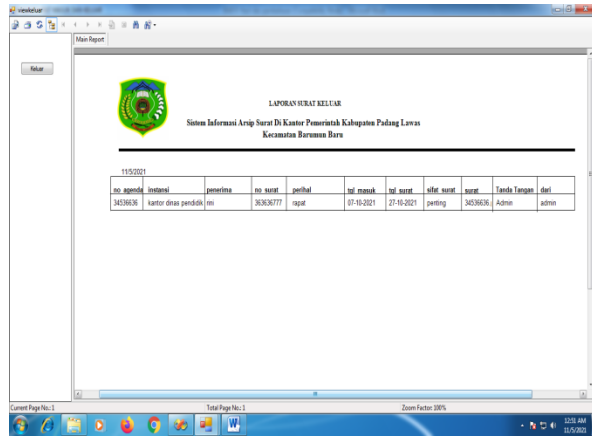 viewkeluar
Main Report
Keluar
LAPORAN SURAT KELUAR
Sistem Informasi Arsip Surat Di Kantor Pemerintah Kabupaten Padang Lawas
Kecamatan Barumun Baru
11/5/2021
no agenda instansi penerima no surat perihal tgl masuk tgl surat sifat surat surat Tanda Tangan dari
34536636 kantor dinas pendidik rmi 363636777 rapat 07-10-2021 27-10-2021 penting 34536636 Admin admin
Current Page No.: 1 Total Page No.: 1 Zoom Factor: 100%
12:51 AM
11/5/2021